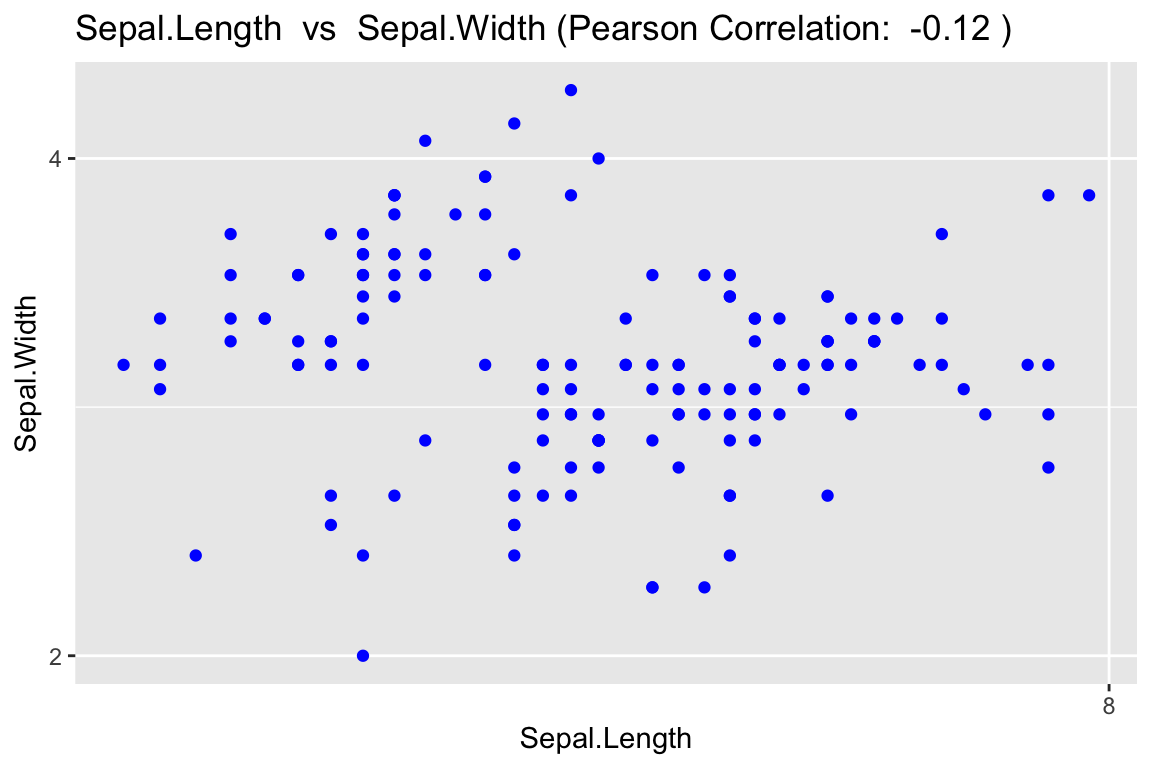 Sepal.Length  vs  Sepal.Width (Pearson Correlation:  -0.12 )
4
Sepal.Width
2
8
Sepal.Length